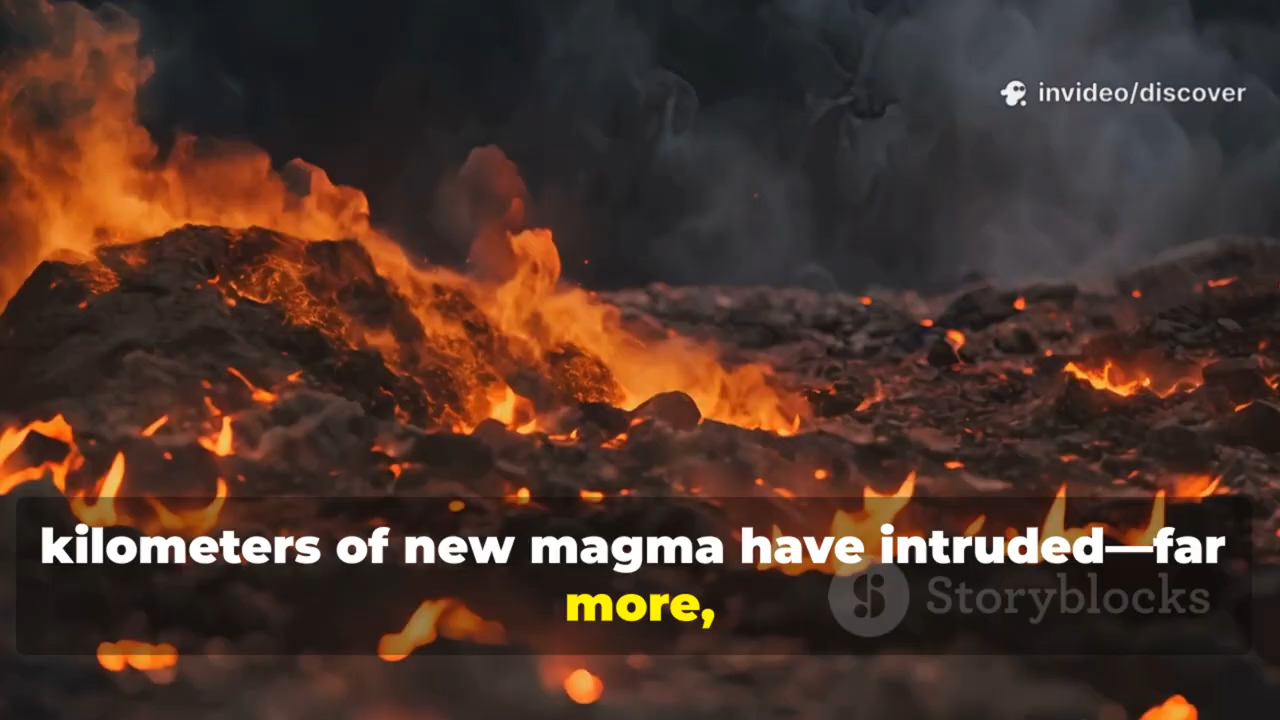 invideo/discover
kilometers of new magma have intruded—far
more,
Storyblocks